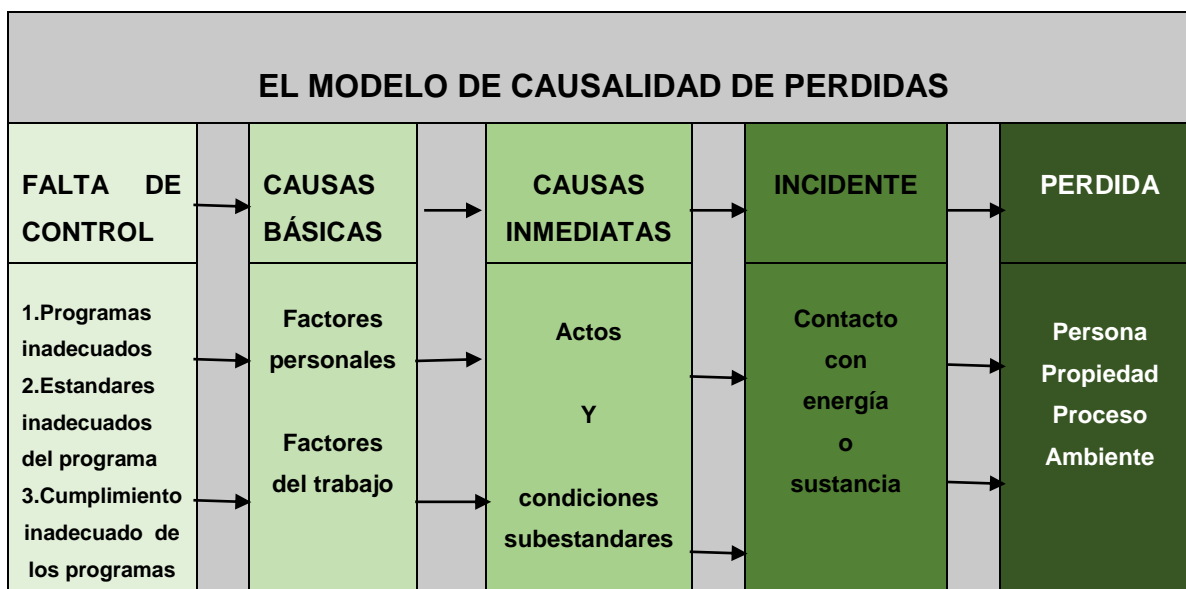 EL MODELO DE CAUSALIDAD DE PERDIDAS
FALTA DE
CONTROL
CAUSAS
BÁSICAS
CAUSAS
INMEDIATAS
INCIDENTE
PERDIDA
1.Programas
inadecuados
2.Estandares
inadecuados
del programa
3.Cumplimiento
inadecuado de
los programas
Factores
personales
Factores
del trabajo
Actos
Y
condiciones
subestandares
Contacto
con
energía
o
sustancia
Persona
Propiedad
Proceso
Ambiente